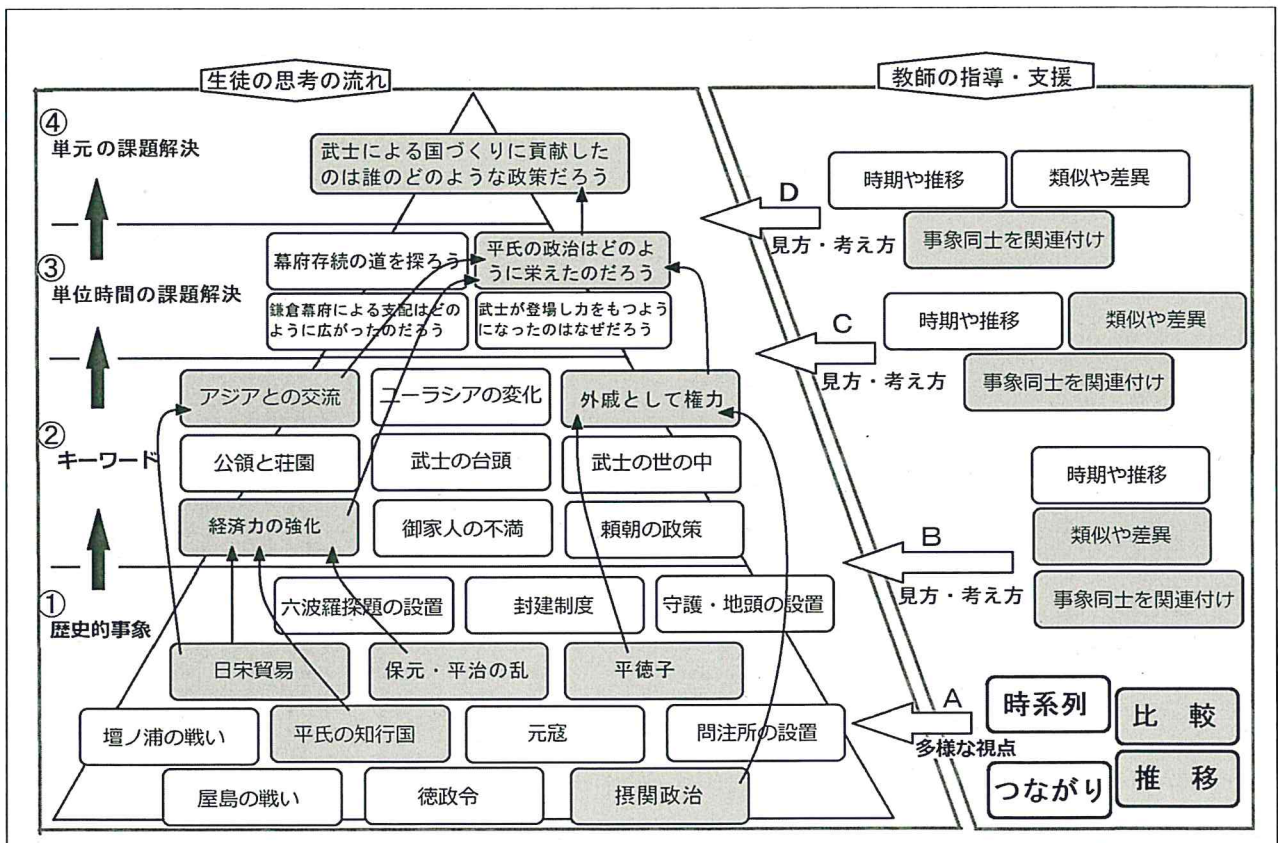 生徒の思考の流れ
教師の指導・支援
④
単元の課題解決
武士による国づくりに貢献した
のは誰のどのような政策だろう
時期や推移
類似や差異
D
見方・考え方
事象同士を関連付け
③
単位時間の課題解決
幕府存続の道を探ろう
平氏の政治はどのよ
うに栄えたのだろう
鎌倉幕府による支配はどの
ように広がったのだろう
武士が登場し力をもつよう
になったのはなぜだろう
時期や推移
類似や差異
C
見方・考え方
事象同士を関連付け
②
キーワード
アジアとの交流
ユーラシアの変化
外戚として権力
公領と荘園
武士の台頭
武士の世の中
経済力の強化
御家人の不満
頼朝の政策
時期や推移
類似や差異
B
見方・考え方
事象同士を関連付け
①
歴史的事象
六波羅探題の設置
封建制度
守護・地頭の設置
日宋貿易
保元・平治の乱
平徳子
壇ノ浦の戦い
平氏の知行国
元寇
問注所の設置
屋島の戦い
徳政令
摂関政治
A
多様な視点
時系列
比 較
つながり
推 移